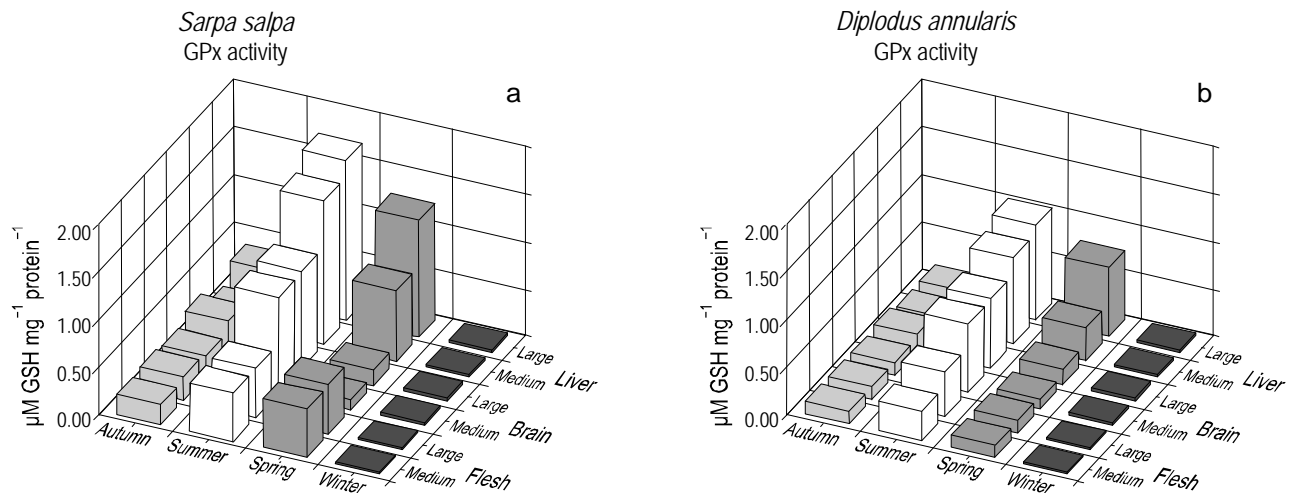 Sarpa salpa
GPx activity
a
µM GSH mg⁻¹ protein⁻¹
2.00
1.50
1.00
0.50
0.00
Autumn
Summer
Spring
Winter
Large
Medium
Liver
Large
Medium
Brain
Large
Medium
Flesh
Diplodus annularis
GPx activity
b
µM GSH mg⁻¹ protein⁻¹
2.00
1.50
1.00
0.50
0.00
Autumn
Summer
Spring
Winter
Large
Medium
Liver
Large
Medium
Brain
Large
Medium
Flesh